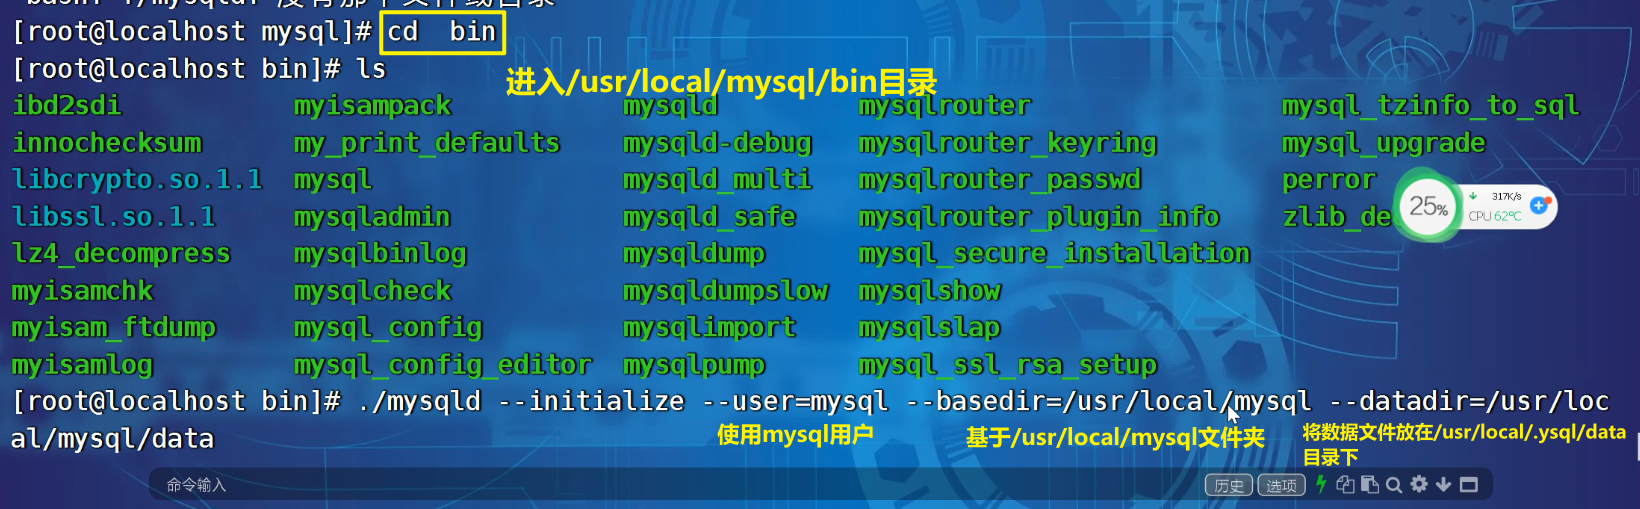 [root@localhost mysql]# cd  bin
[root@localhost bin]# ls
进入/usr/local/mysql/bin目录
ibd2sdi myisampack mysqld mysqlrouter mysql_tzinfo_to_sql
innochecksum my_print_defaults mysqld-debug mysqlrouter_keyring mysql_upgrade
libcrypto.so.1.1 mysql mysqld_multi mysqlrouter_passwd perror
libssl.so.1.1 mysqladmin mysqld_safe mysqlrouter_plugin_info zlib_de
25% 317K/s
CPU 62℃
lz4_decompress mysqlbinlog mysqldump mysql_secure_installation
myisamchk mysqlcheck mysqldumpslow mysqlshow
myisam_ftdump mysql_config mysqlimport mysqlslap
myisamlog mysql_config_editor mysqlpump mysql_ssl_rsa_setup
[root@localhost bin]# ./mysqld --initialize --user=mysql --basedir=/usr/local/mysql --datadir=/usr/loc
al/mysql/data
使用mysql用户
基于/usr/local/mysql文件夹
将数据文件放在/usr/local/.ysql/data
目录下
命令输入 历史 选项